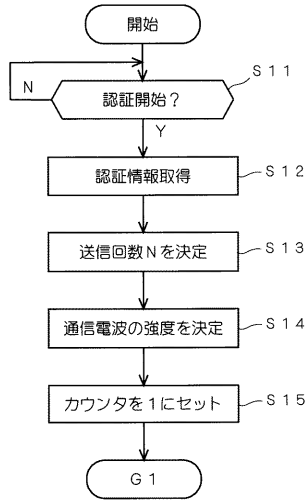 開始
N
認証開始？
S11
Y
認証情報取得
S12
送信回数Nを決定
S13
通信電波の強度を決定
S14
カウンタを1にセット
S15
G1